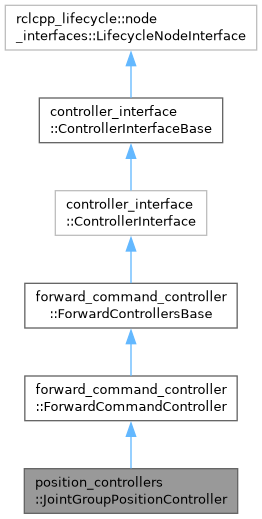 rclcpp_lifecycle::node
_interfaces::LifecycleNodeInterface
controller_interface
::ControllerInterfaceBase
controller_interface
::ControllerInterface
forward_command_controller
::ForwardControllersBase
forward_command_controller
::ForwardCommandController
position_controllers
::JointGroupPositionController